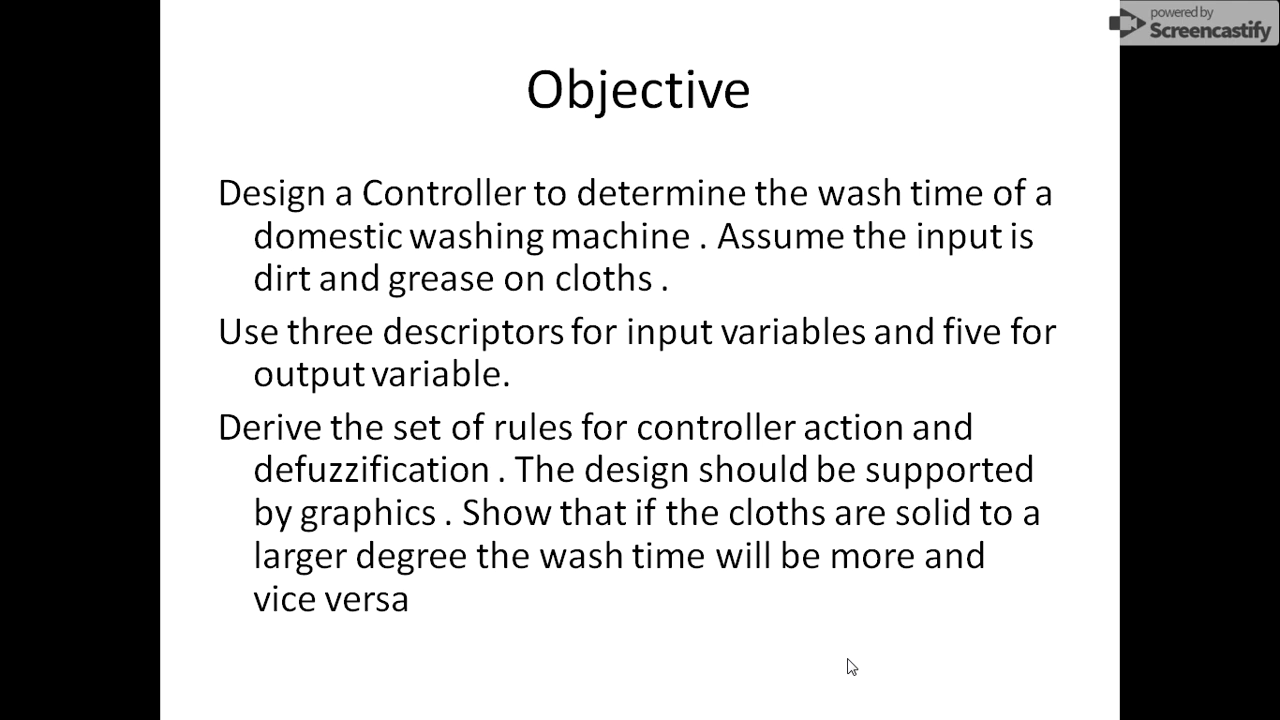 powered by
Screencastify
Objective
Design a Controller to determine the wash time of a
domestic washing machine . Assume the input is
dirt and grease on cloths .
Use three descriptors for input variables and five for
output variable.
Derive the set of rules for controller action and
defuzzification . The design should be supported
by graphics . Show that if the cloths are solid to a
larger degree the wash time will be more and
vice versa